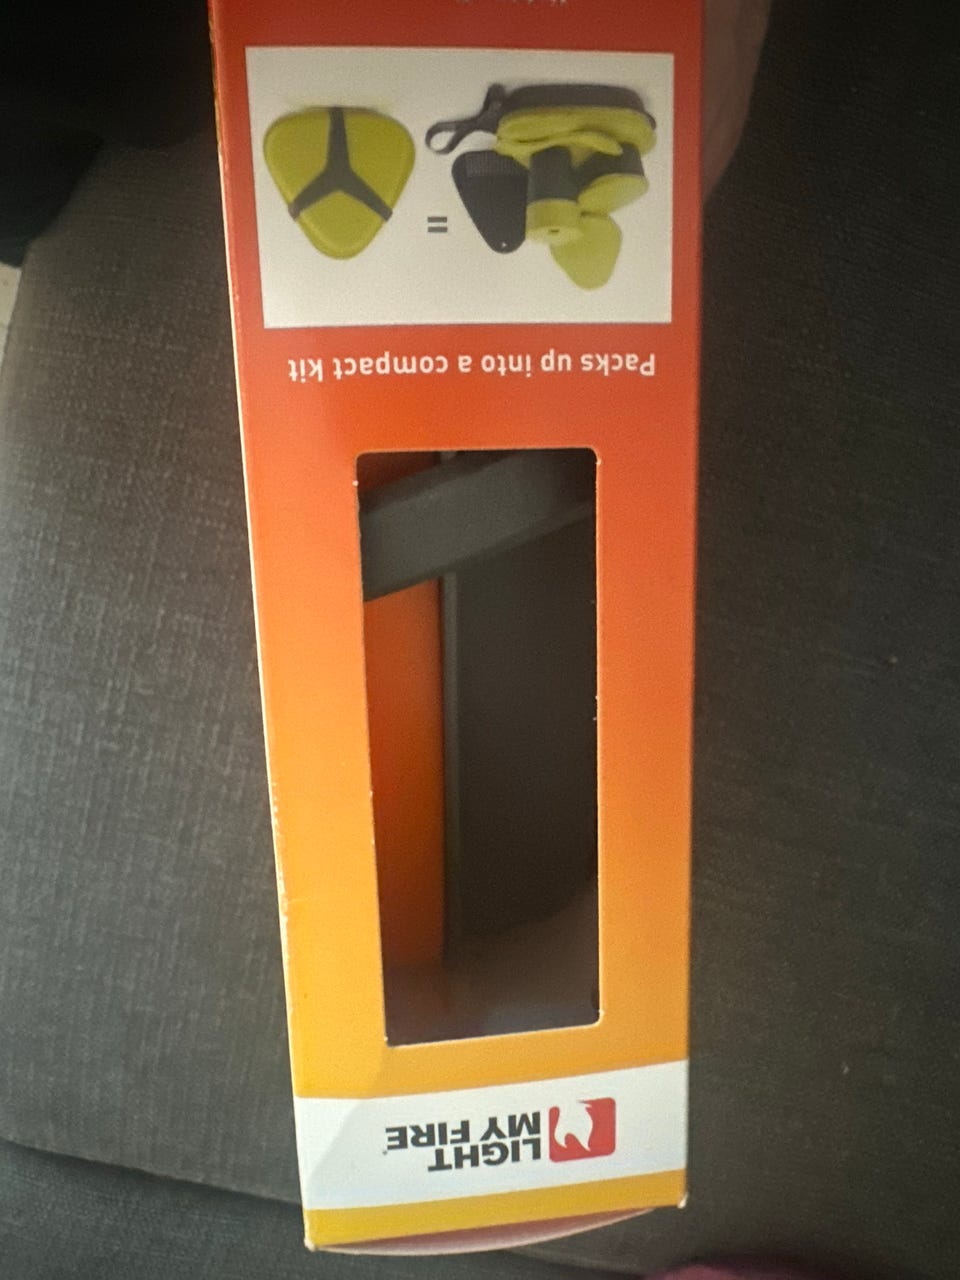 LIGHT
MY FIRE
Packs up into a compact kit
=